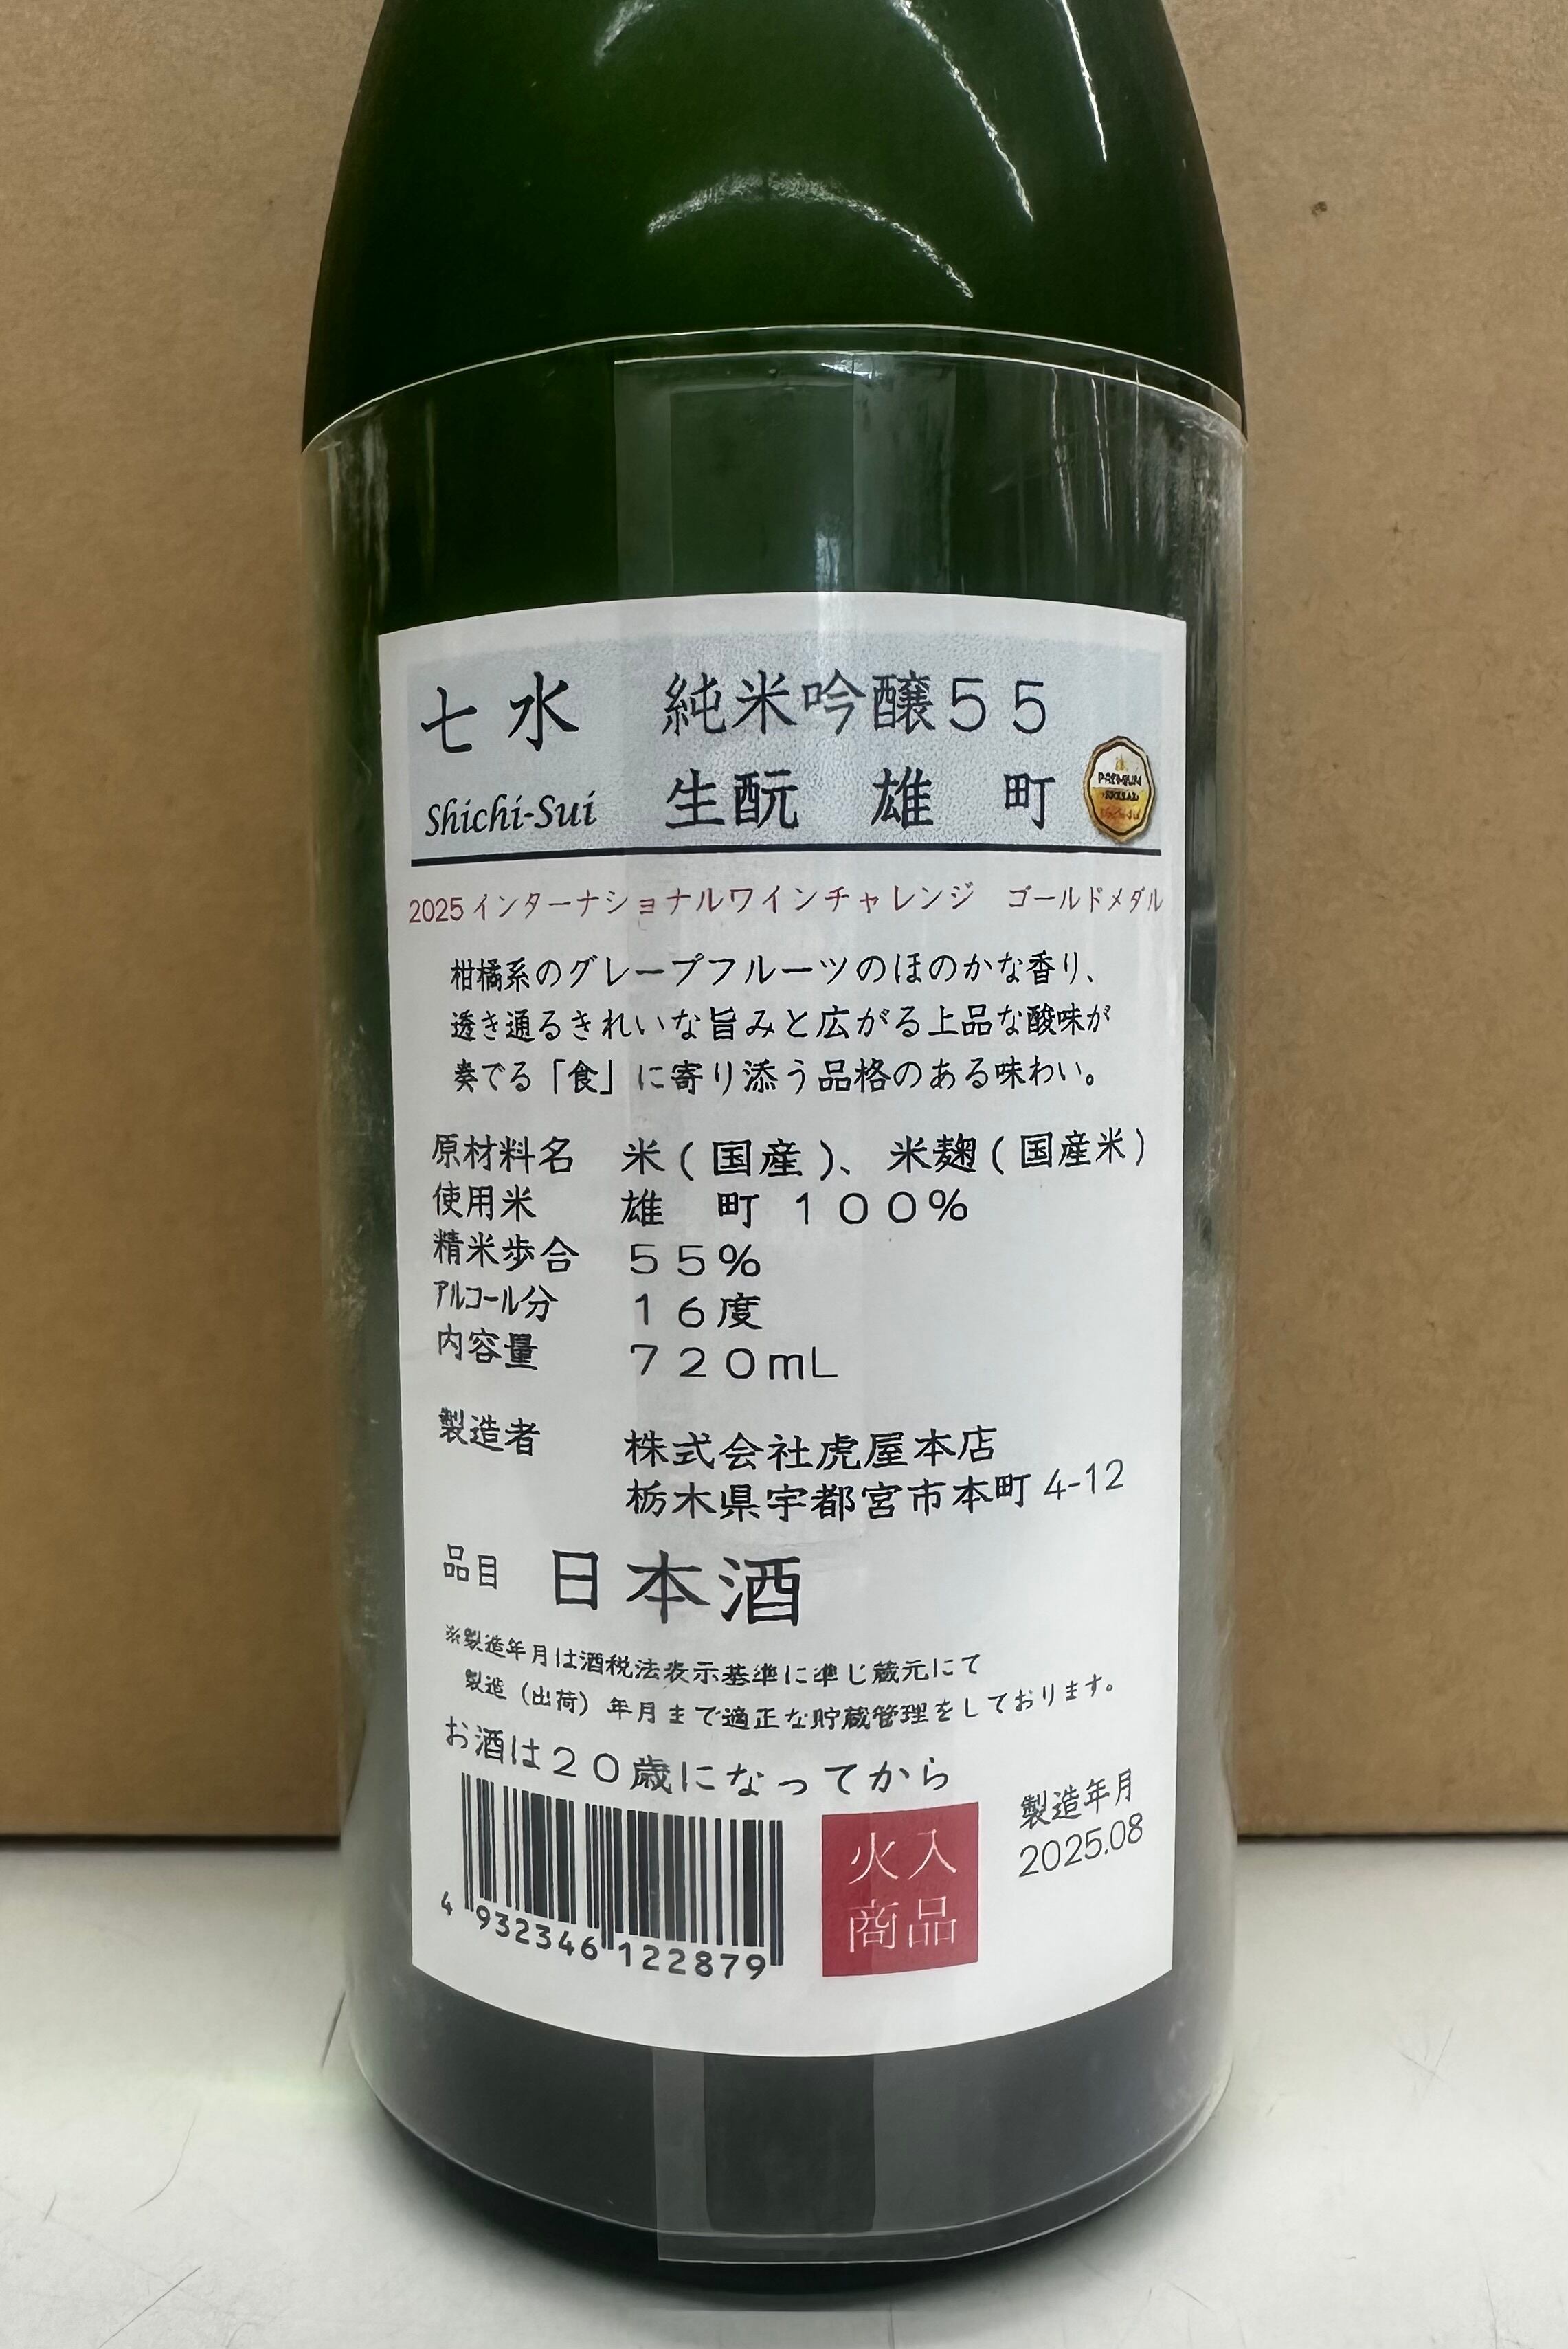 七水　純米吟醸５５
Shichi-Sui　生酛　雄　町
PREMIUM
2025 インターナショナルワインチャレンジ　ゴールドメダル
柑橘系のグレープフルーツのほのかな香り、
透き通るきれいな旨みと広がる上品な酸味が
奏でる「食」に寄り添う品格のある味わい。
原材料名　米(国産)、米麹(国産米)
使用米　雄　町 １００％
精米歩合　５５％
ｱﾙｺｰﾙ分　１６度
内容量　７２０mL
製造者　株式会社虎屋本店
栃木県宇都宮市本町 4-12
品目　日本酒
※製造年月は酒税法表示基準に準じ蔵元にて
製造（出荷）年月まで適正な貯蔵管理をしております。
お酒は２０歳になってから
製造年月
2025.08
火入
商品
4 932346 122879